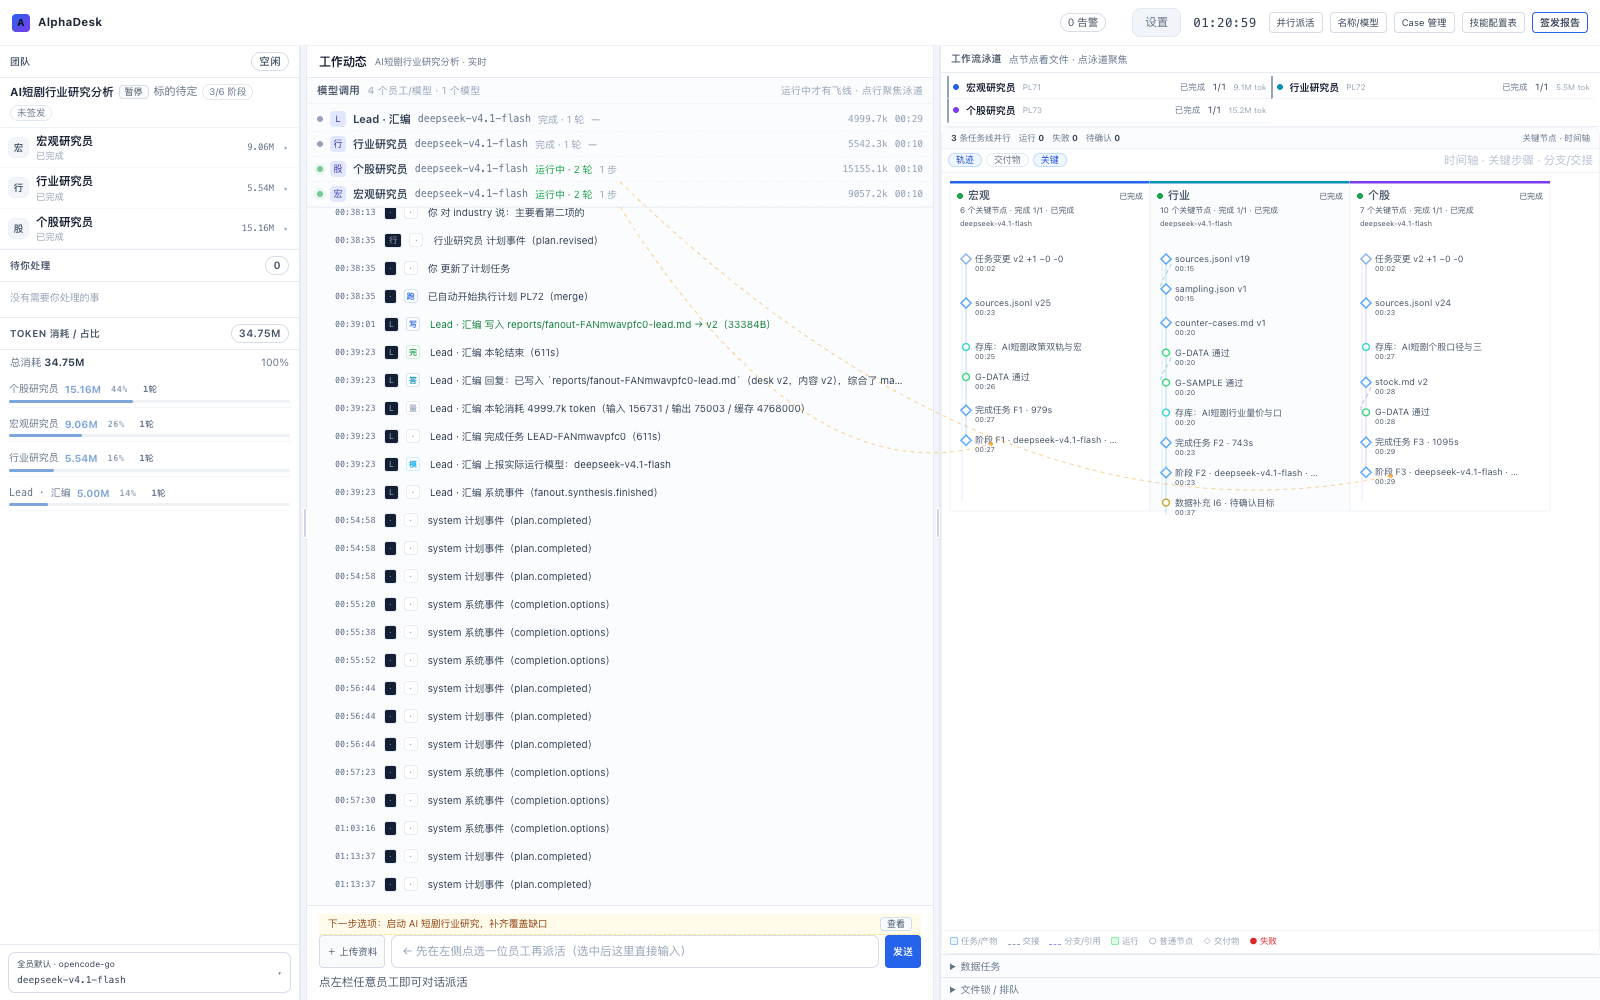 A AlphaDesk
0 告警
设置
01:20:59
并行派活
名称/模型
Case 管理
技能配置表
签发报告
团队
空闲
AI短剧行业研究分析 暂停 标的待定 3/6 阶段
未签发
宏 宏观研究员 9.06M
已完成
行 行业研究员 5.54M
已完成
股 个股研究员 15.16M
已完成
待你处理 0
没有需要你处理的事
TOKEN 消耗 / 占比 34.75M
总消耗 34.75M 100%
个股研究员 15.16M 44% 1轮
宏观研究员 9.06M 26% 1轮
行业研究员 5.54M 16% 1轮
Lead · 汇编 5.00M 14% 1轮
全员默认 · opencode-go
deepseek-v4.1-flash
工作动态 AI短剧行业研究分析 · 实时
模型调用 4 个员工/模型 · 1 个模型 运行中才有飞线 · 点行聚焦泳道
L Lead · 汇编 deepseek-v4.1-flash 完成 · 1 轮 — 4999.7k 00:29
行 行业研究员 deepseek-v4.1-flash 完成 · 1 轮 — 5542.3k 00:10
股 个股研究员 deepseek-v4.1-flash 运行中 · 2 轮 1 步 15155.1k 00:10
宏 宏观研究员 deepseek-v4.1-flash 运行中 · 2 轮 1 步 9057.2k 00:10
00:38:13 · 你 对 industry 说：主要看第二项的
00:38:35 行 · 行业研究员 计划事件（plan.revised）
00:38:35 · 你 更新了计划任务
00:38:35 跑 已自动开始执行计划 PL72（merge）
00:39:01 L 写 Lead · 汇编 写入 reports/fanout-FANmwavpfc0-lead.md → v2（33384B）
00:39:23 L 完 Lead · 汇编 本轮结束（611s）
00:39:23 L 答 Lead · 汇编 回复：已写入 `reports/fanout-FANmwavpfc0-lead.md`（desk v2，内容 v2），综合了 ma...
00:39:23 L 量 Lead · 汇编 本轮消耗 4999.7k token（输入 156731 / 输出 75003 / 缓存 4768000）
00:39:23 L · Lead · 汇编 完成任务 LEAD-FANmwavpfc0（611s）
00:39:23 L 模 Lead · 汇编 上报实际运行模型：deepseek-v4.1-flash
00:39:23 L · Lead · 汇编 系统事件（fanout.synthesis.finished）
00:54:58 · system 计划事件（plan.completed）
00:54:58 · system 计划事件（plan.completed）
00:54:58 · system 计划事件（plan.completed）
00:55:20 · system 系统事件（completion.options）
00:55:38 · system 系统事件（completion.options）
00:55:52 · system 系统事件（completion.options）
00:56:44 · system 计划事件（plan.completed）
00:56:44 · system 计划事件（plan.completed）
00:56:44 · system 计划事件（plan.completed）
00:57:23 · system 系统事件（completion.options）
00:57:30 · system 系统事件（completion.options）
01:03:16 · system 系统事件（completion.options）
01:13:37 · system 计划事件（plan.completed）
01:13:37 · system 计划事件（plan.completed）
下一步选项：启动 AI 短剧行业研究，补齐覆盖缺口 查看
+ 上传资料
← 先在左侧点选一位员工再派活（选中后这里直接输入）
发送
点左栏任意员工即可对话派活
工作流泳道 点节点看文件 · 点泳道聚焦
宏观研究员 PL71 已完成 1/1 9.1M tok
行业研究员 PL72 已完成 1/1 5.5M tok
个股研究员 PL73 已完成 1/1 15.2M tok
3 条任务线并行 运行 0 失败 0 待确认 0 关键节点 · 时间轴
轨迹 交付物 关键 时间轴 · 关键步骤 · 分支/交接
宏观 已完成
6 个关键节点 · 完成 1/1 · 已完成
deepseek-v4.1-flash
任务变更 v2 +1 ~0 -0
00:02
sources.jsonl v25
00:23
存库：AI短剧政策双轨与宏
00:25
G-DATA 通过
00:26
完成任务 F1 · 979s
00:27
阶段 F1 · deepseek-v4.1-flash · ...
00:27
行业 已完成
10 个关键节点 · 完成 1/1 · 已完成
deepseek-v4.1-flash
sources.jsonl v19
00:15
sampling.json v1
00:15
counter-cases.md v1
00:20
G-DATA 通过
00:20
G-SAMPLE 通过
00:20
存库：AI短剧行业量价与口
00:20
完成任务 F2 · 743s
00:23
阶段 F2 · deepseek-v4.1-flash · ...
00:23
数据补充 I6 · 待确认目标
00:37
个股 已完成
7 个关键节点 · 完成 1/1 · 已完成
deepseek-v4.1-flash
任务变更 v2 +1 ~0 -0
00:02
sources.jsonl v24
00:23
存库：AI短剧个股口径与三
00:27
stock.md v2
00:28
G-DATA 通过
00:28
完成任务 F3 · 1095s
00:29
阶段 F3 · deepseek-v4.1-flash · ...
00:29
任务/产物 交接 分支/引用 运行 普通节点 交付物 失败
▶ 数据任务
▶ 文件锁 / 排队